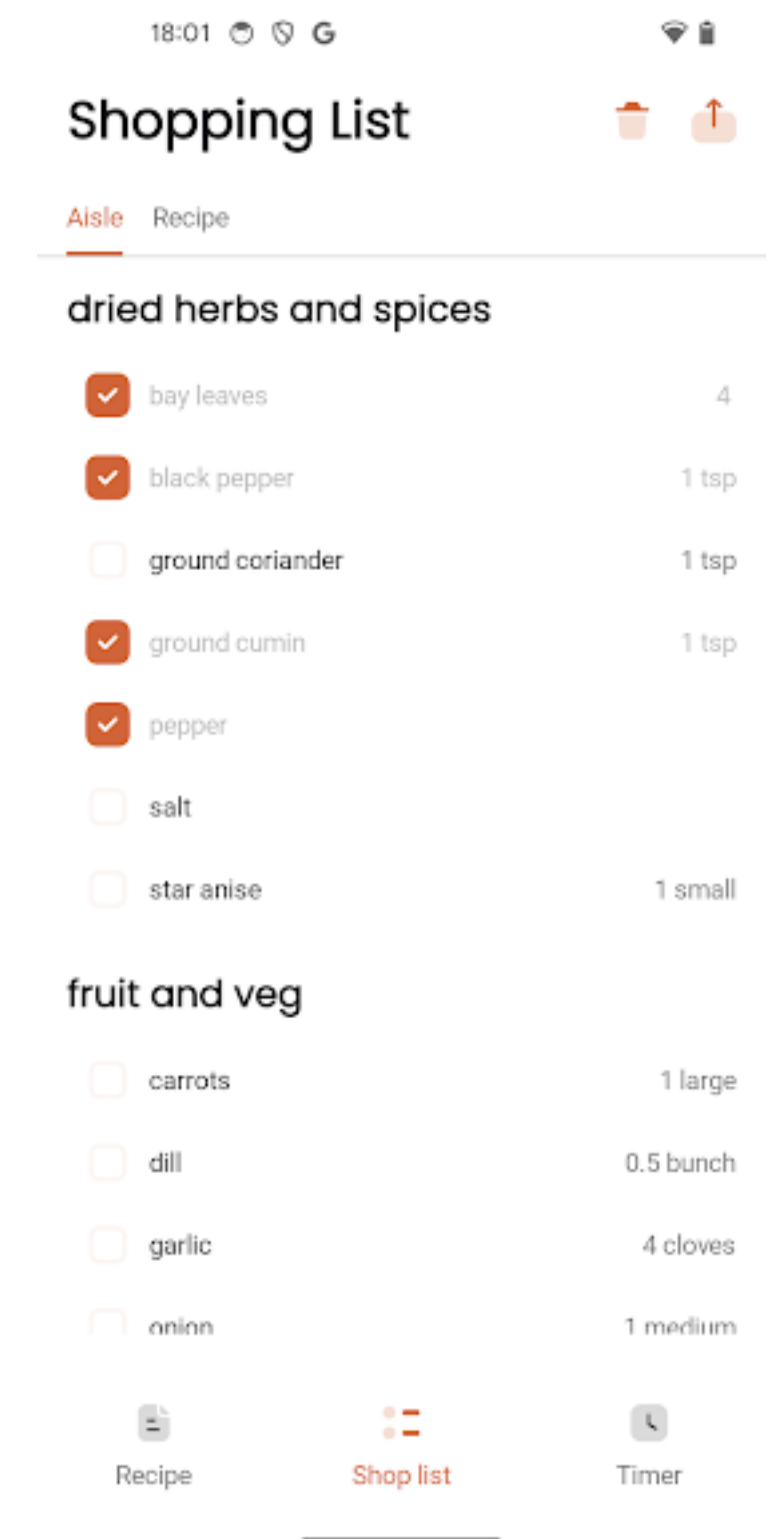 18:01
Shopping List
Aisle Recipe
dried herbs and spices
bay leaves 4
black pepper 1 tsp
ground coriander 1 tsp
ground cumin 1 tsp
pepper
salt
star anise 1 small
fruit and veg
carrots 1 large
dill 0.5 bunch
garlic 4 cloves
onion 1 medium
Recipe Shop list Timer